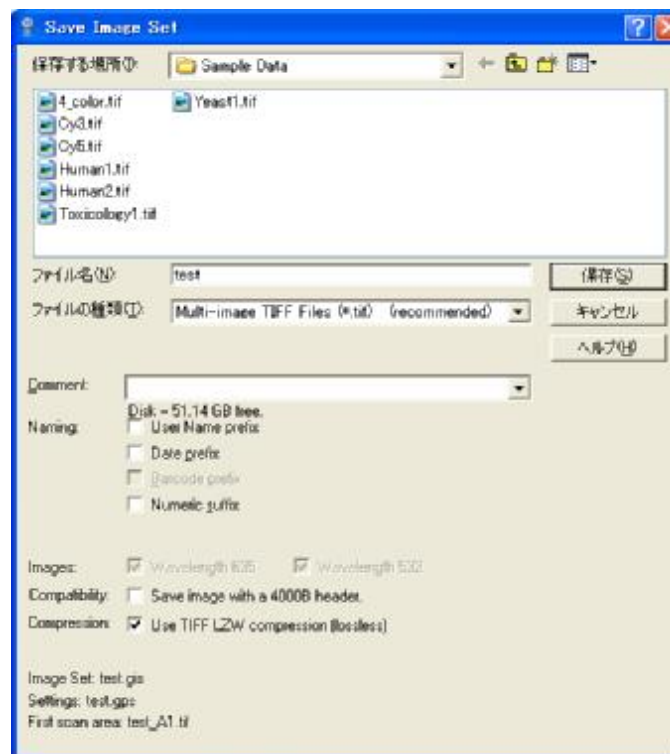 Save Image Set
保存する場所(I): Sample Data
4_color.tif
Cy3.tif
Cy5.tif
Human1.tif
Human2.tif
Toxicology1.tif
Yeast1.tif
ファイル名(N): test 保存(S)
ファイルの種類(T): Multi-image TIFF Files (*.tif) (recommended) キャンセル
ヘルプ(H)
Comment:
Disk = 51.14 GB free.
Naming: User Name prefix
Date prefix
Barcode prefix
Numeric suffix
Images: Wavelength 635 Wavelength 532
Compatibility: Save image with a 4000B header.
Compression: Use TIFF LZW compression (lossless)
Image Set: test.gis
Settings: test.gps
First scan area: test_A1.tif